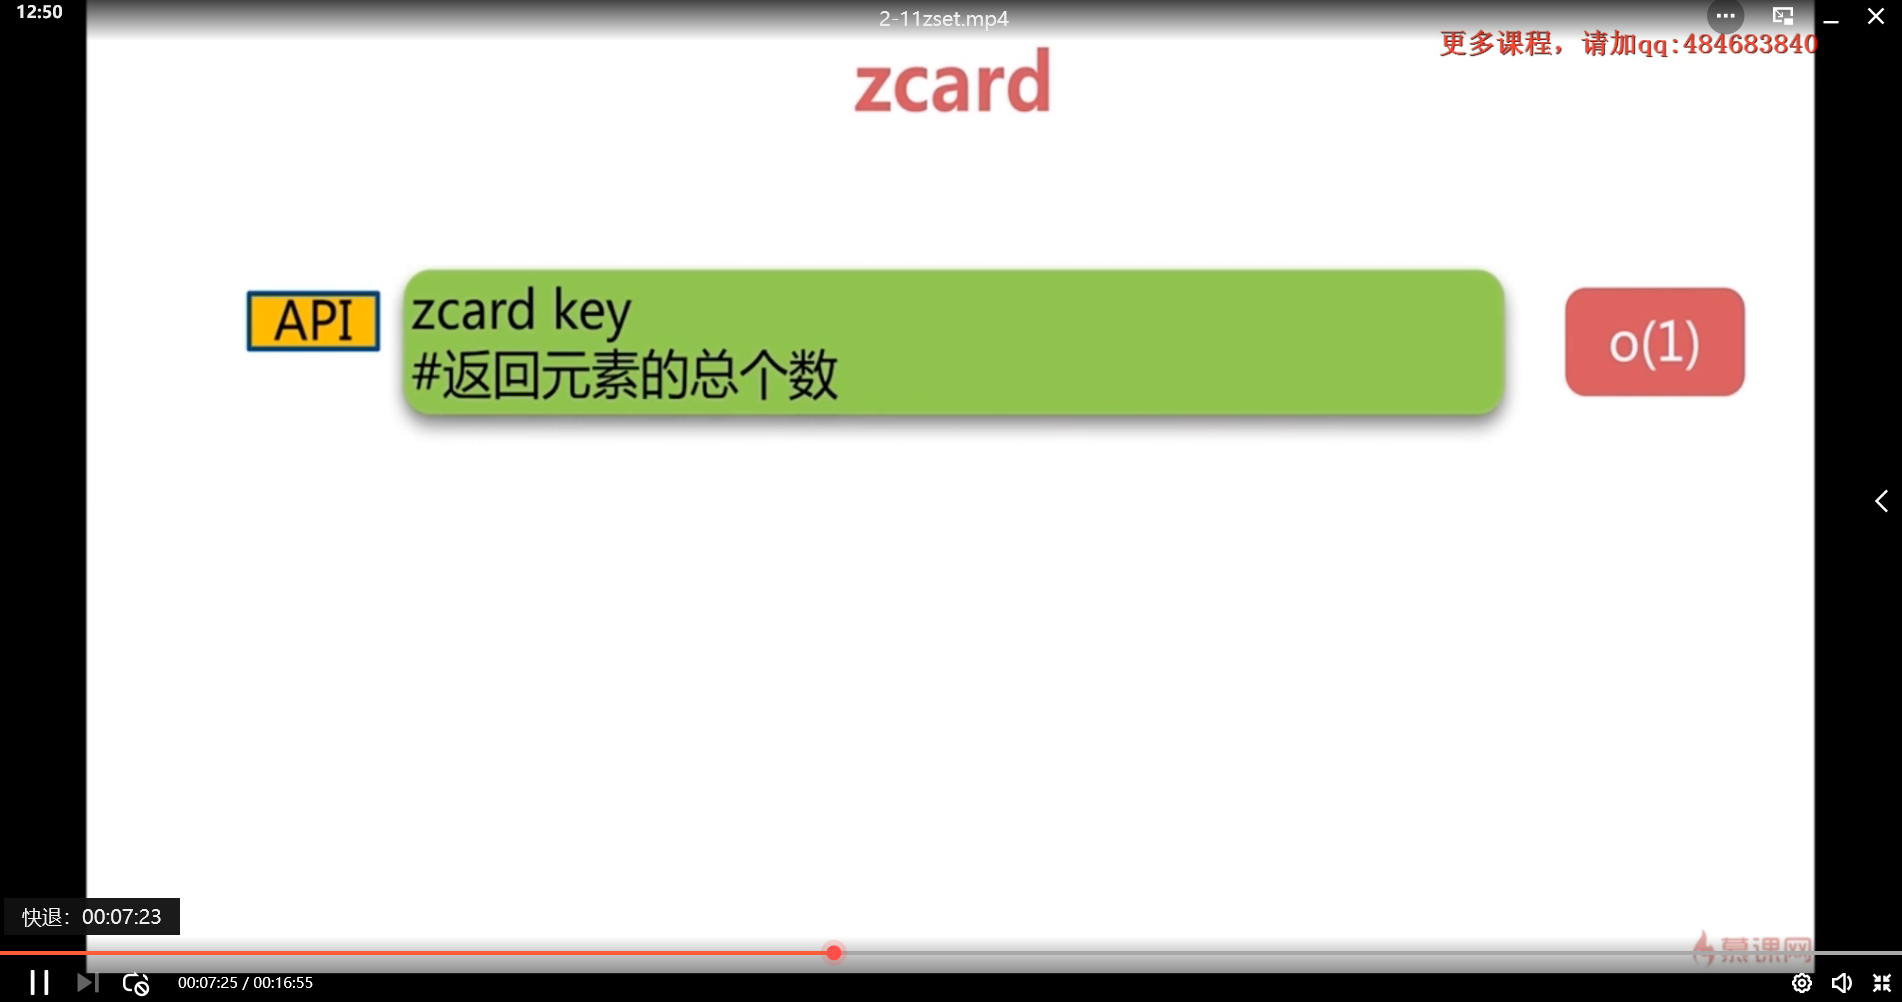 12:50
2-11zset.mp4
更多课程，请加qq:484683840
zcard
API
zcard key
#返回元素的总个数
o(1)
快退：00:07:23
慕课网
00:07:25 / 00:16:55